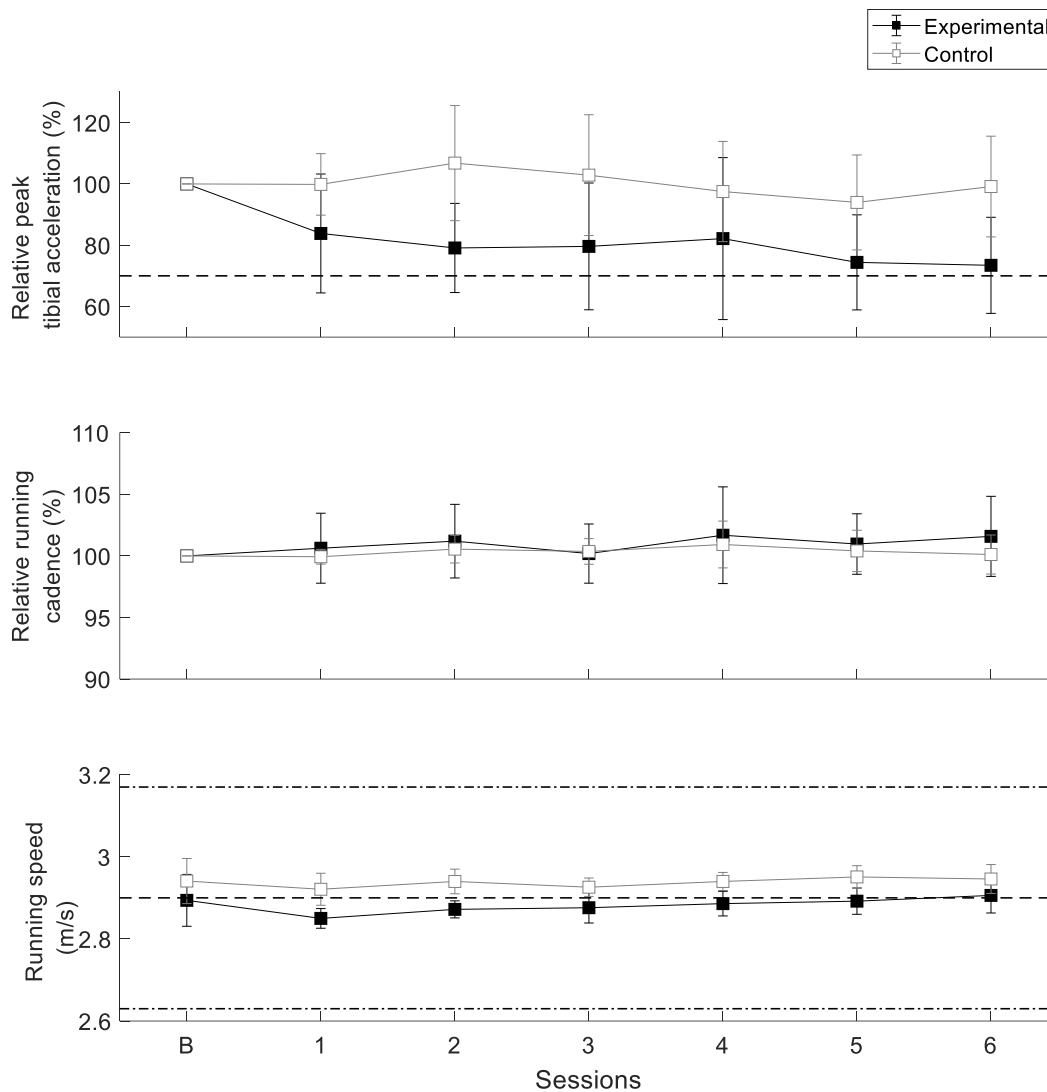 Experimental
Control
Relative peak
tibial acceleration (%)
120
100
80
60
Relative running
cadence (%)
110
105
100
95
90
Running speed
(m/s)
3.2
3
2.8
2.6
B 1 2 3 4 5 6
Sessions